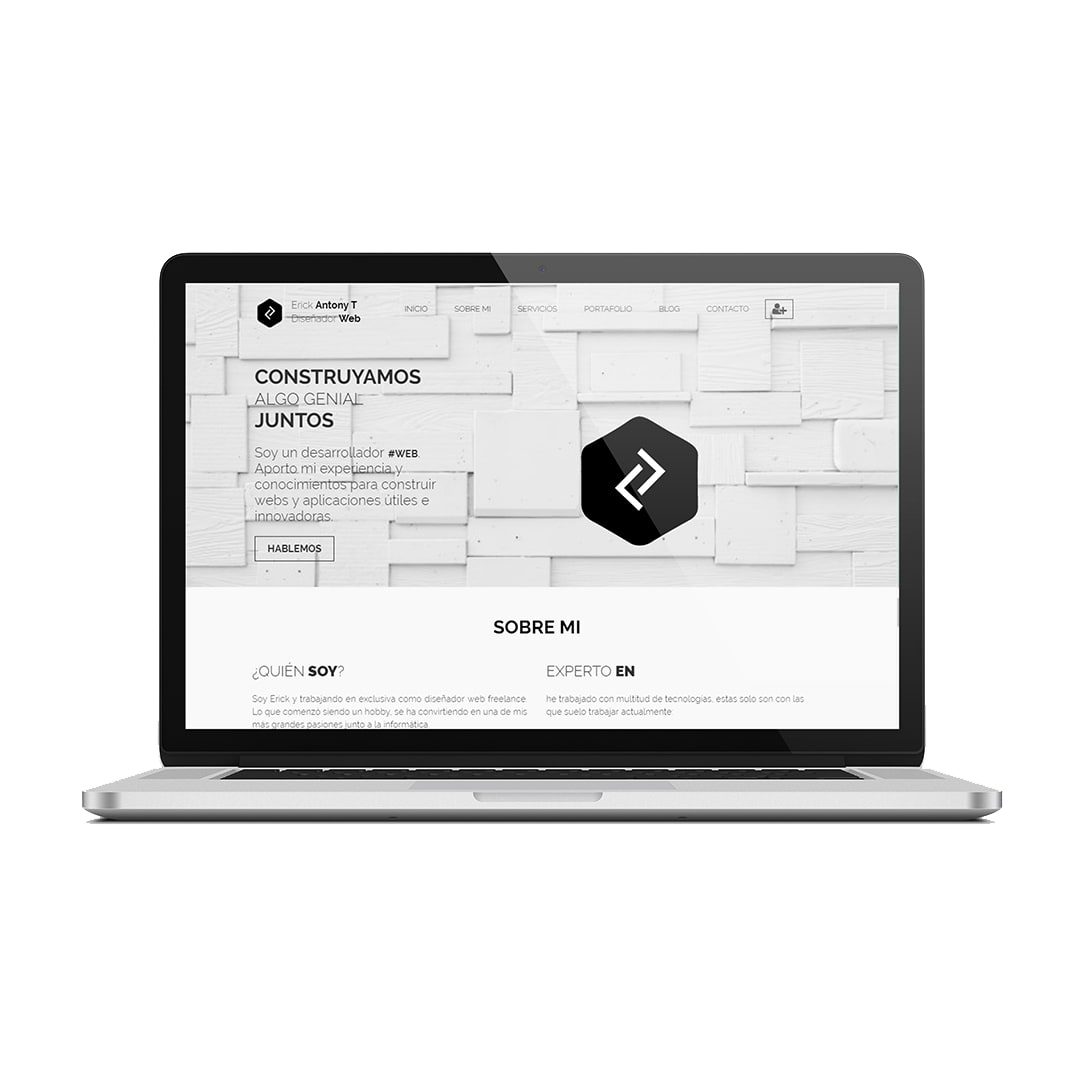 Erick Antony T
Diseñador Web
INICIO
SOBRE MI
SERVICIOS
PORTAFOLIO
BLOG
CONTACTO
CONSTRUYAMOS
ALGO GENIAL
JUNTOS
Soy un desarrollador #WEB.
Aporto mi experiencia y
conocimientos para construir
webs y aplicaciones útiles e
innovadoras.
HABLEMOS
SOBRE MI
¿QUIÉN SOY?
Soy Erick y trabajando en exclusiva como diseñador web freelance.
Lo que comenzó siendo un hobby, se ha convirtiendo en una de mis
más grandes pasiones junto a la informática
EXPERTO EN
he trabajado con multitud de tecnologías, estas solo son con las
que suelo trabajar actualmente: